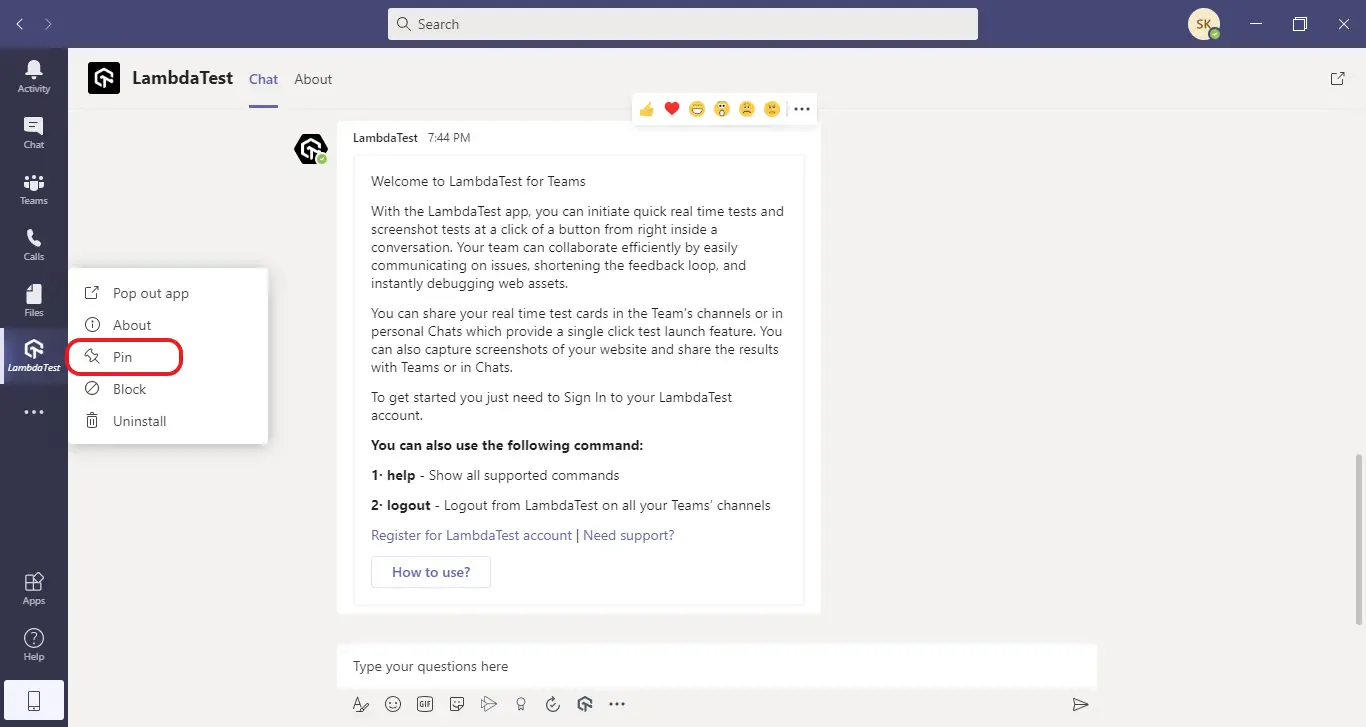 Search
SK
Activity
Chat
Teams
Calls
Files
LambdaTest
Apps
Help
LambdaTest Chat About
Pop out app
About
Pin
Block
Uninstall
LambdaTest 7:44 PM
Welcome to LambdaTest for Teams
With the LambdaTest app, you can initiate quick real time tests and
screenshot tests at a click of a button from right inside a
conversation. Your team can collaborate efficiently by easily
communicating on issues, shortening the feedback loop, and
instantly debugging web assets.
You can share your real time test cards in the Team's channels or in
personal Chats which provide a single click test launch feature. You
can also capture screenshots of your website and share the results
with Teams or in Chats.
To get started you just need to Sign In to your LambdaTest
account.
You can also use the following command:
1· help - Show all supported commands
2· logout - Logout from LambdaTest on all your Teams' channels
Register for LambdaTest account | Need support?
How to use?
Type your questions here
GIF